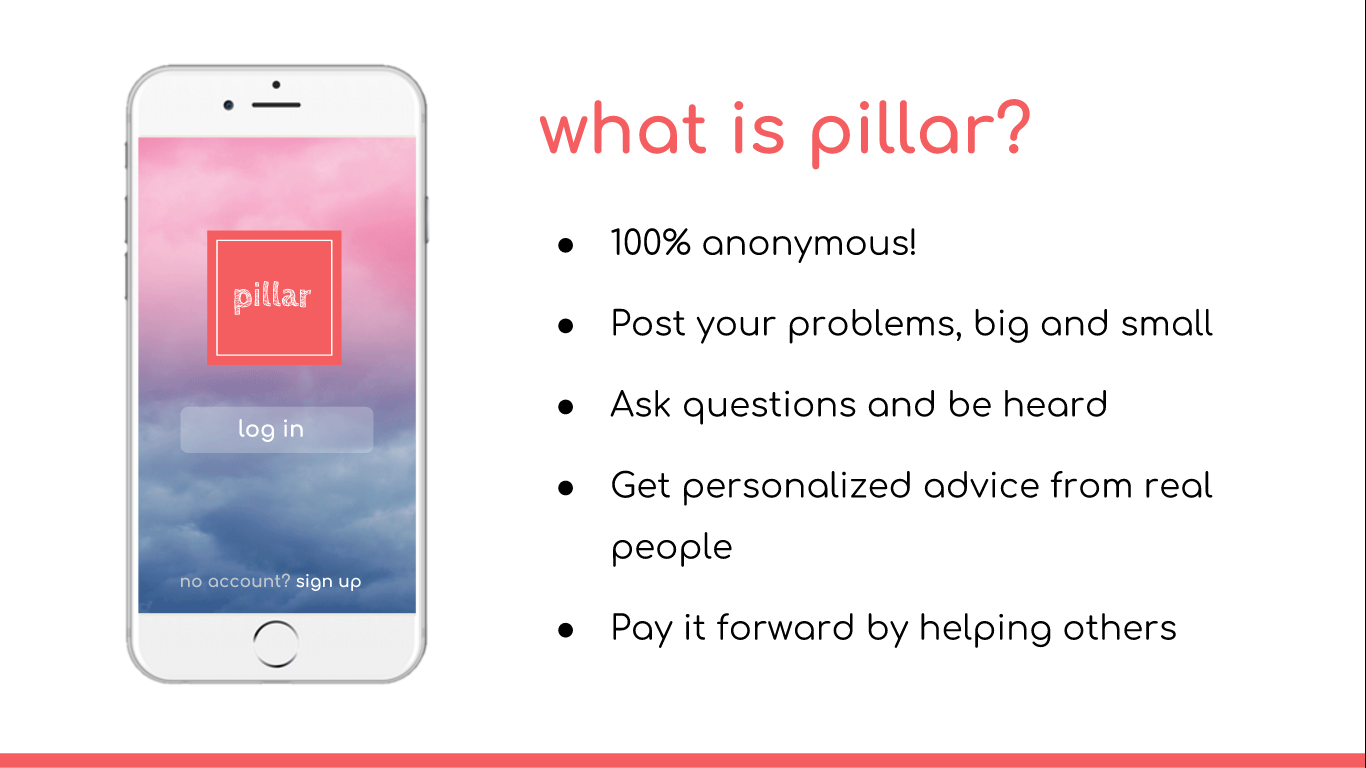 pillar
log in
no account? sign up
what is pillar?
● 100% anonymous!
● Post your problems, big and small
● Ask questions and be heard
● Get personalized advice from real
people
● Pay it forward by helping others